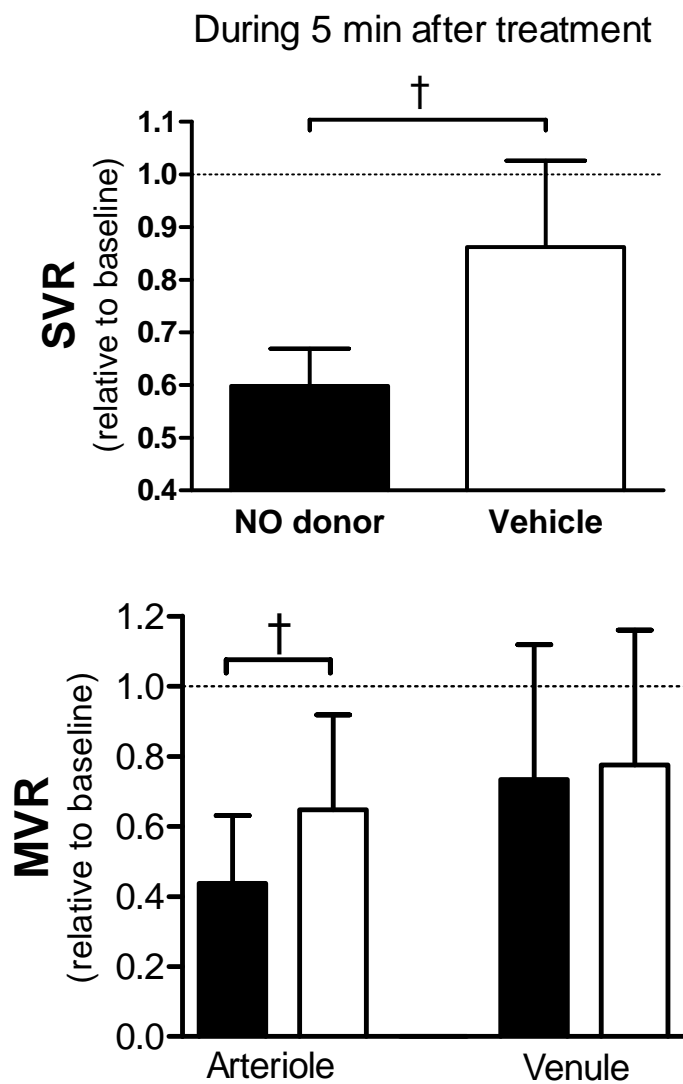 During 5 min after treatment
†
SVR
(relative to baseline)
1.1
1.0
0.9
0.8
0.7
0.6
0.5
0.4
NO donor Vehicle
†
MVR
(relative to baseline)
1.2
1.0
0.8
0.6
0.4
0.2
0.0
Arteriole Venule